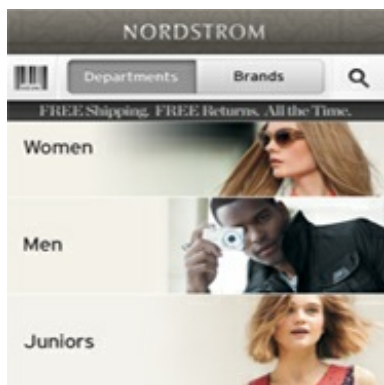 NORDSTROM
Departments Brands
FREE Shipping. FREE Returns. All the Time.
Women
Men
Juniors